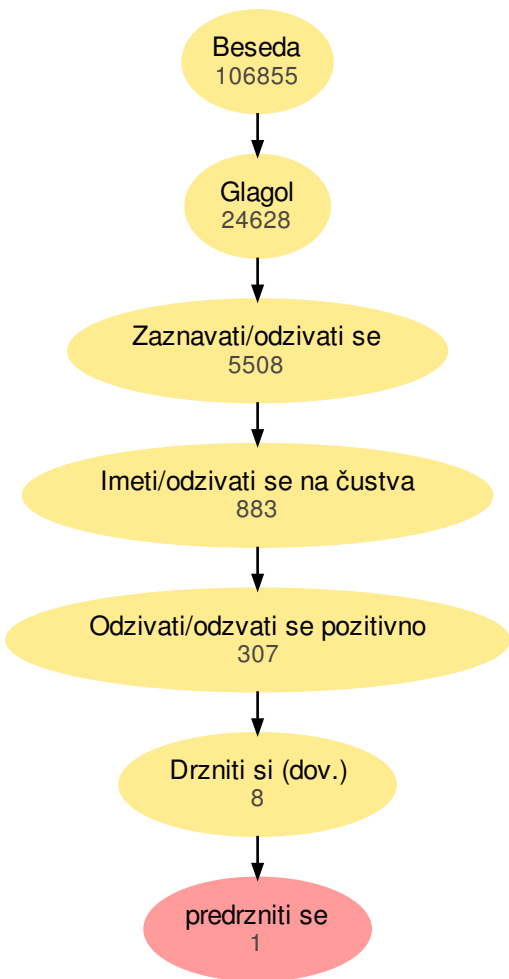 Beseda
106855
Glagol
24628
Zaznavati/odzivati se
5508
Imeti/odzivati se na čustva
883
Odzivati/odzvati se pozitivno
307
Drzniti si (dov.)
8
predrzniti se
1